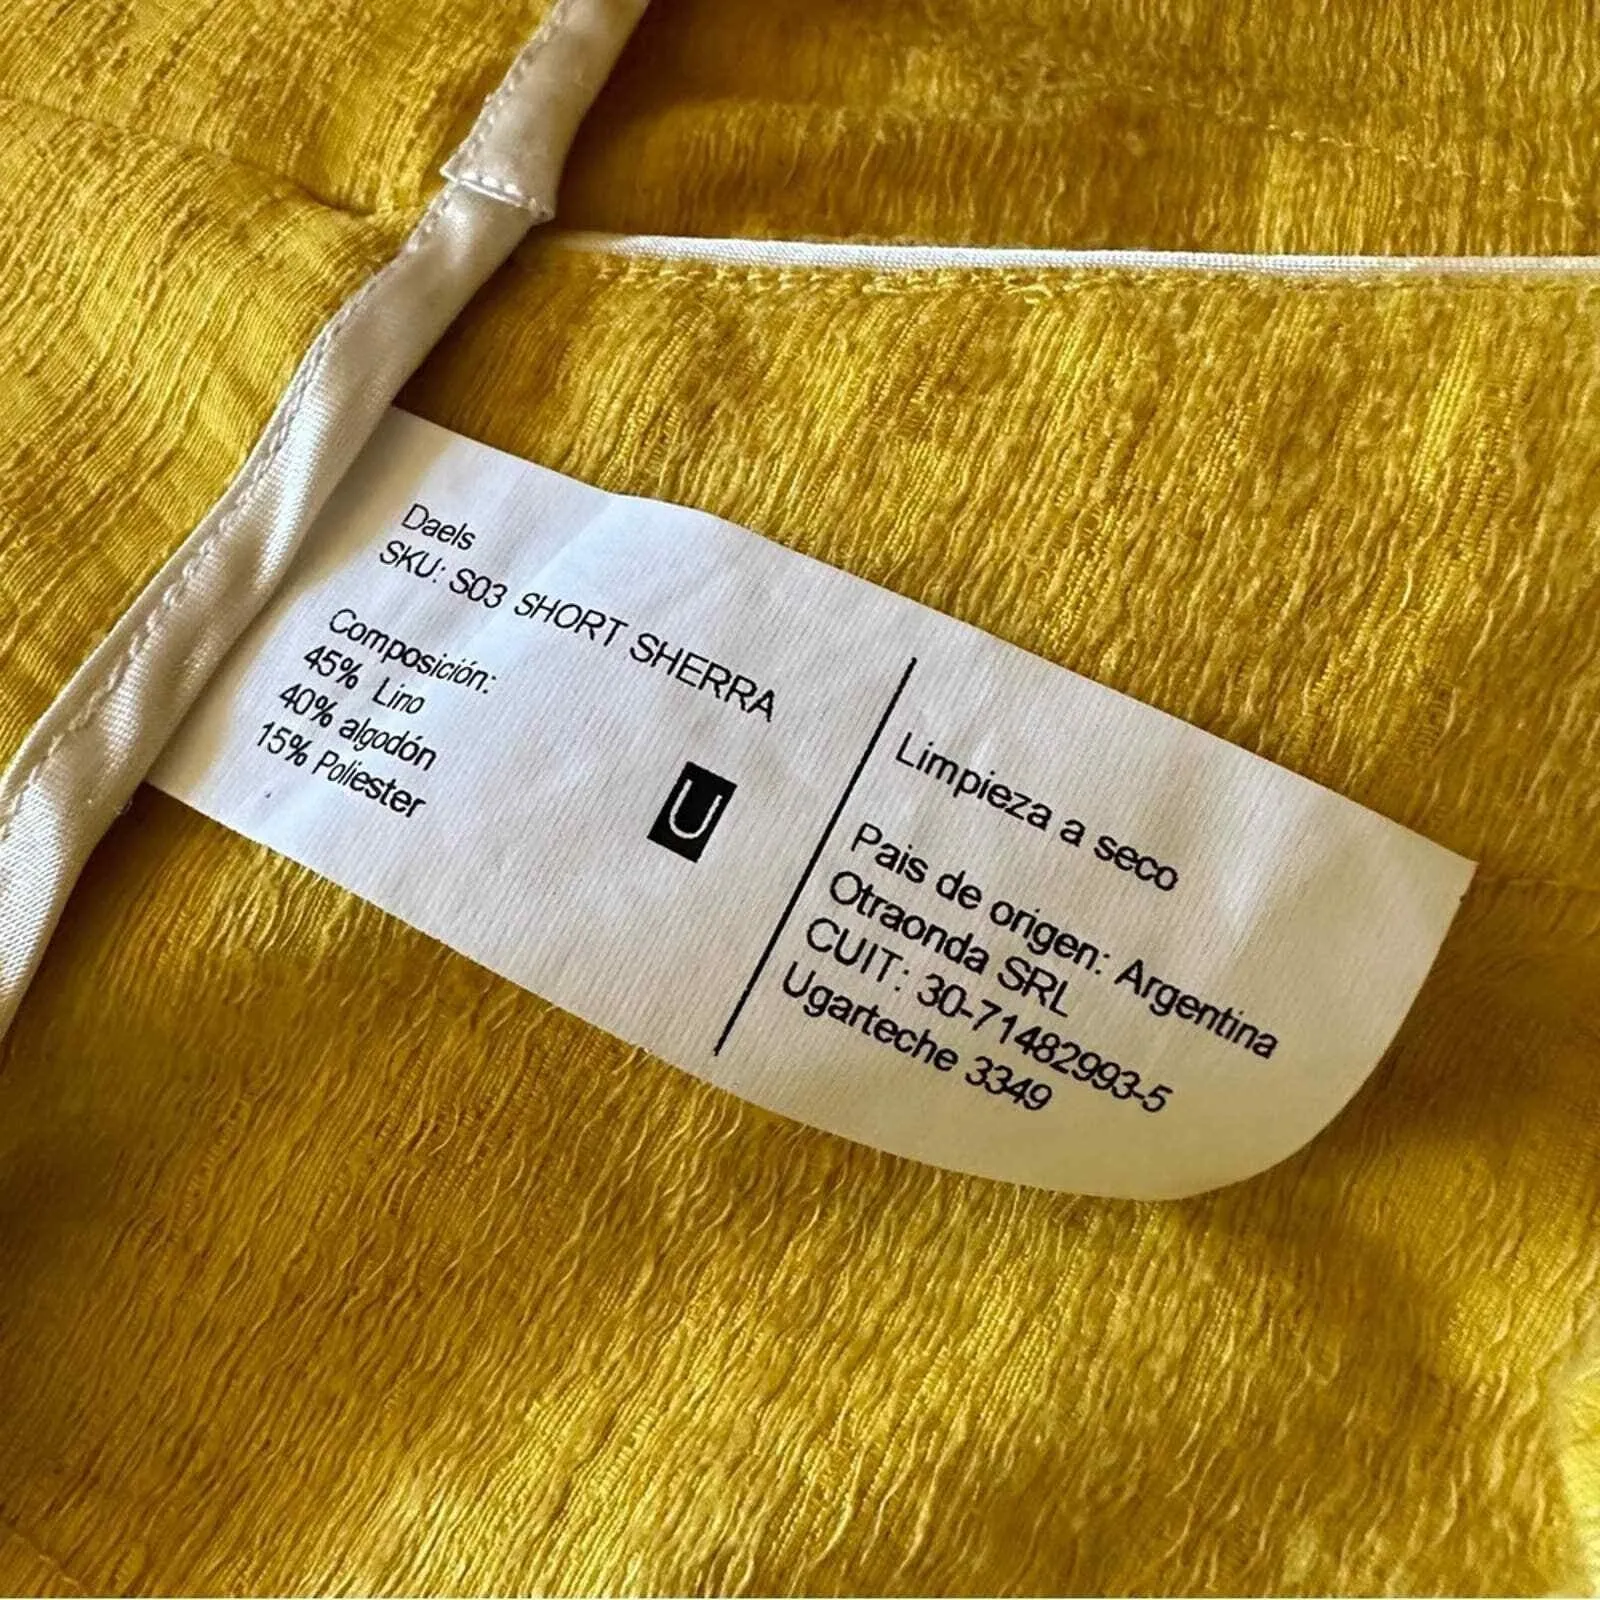 Daels
SKU: S03 SHORT SHERRA
Composición:
45% Lino
40% algodón
15% Poliester
U
Limpieza a seco
Pais de origen: Argentina
Otraonda SRL
CUIT: 30-71482993-5
Ugarteche 3349